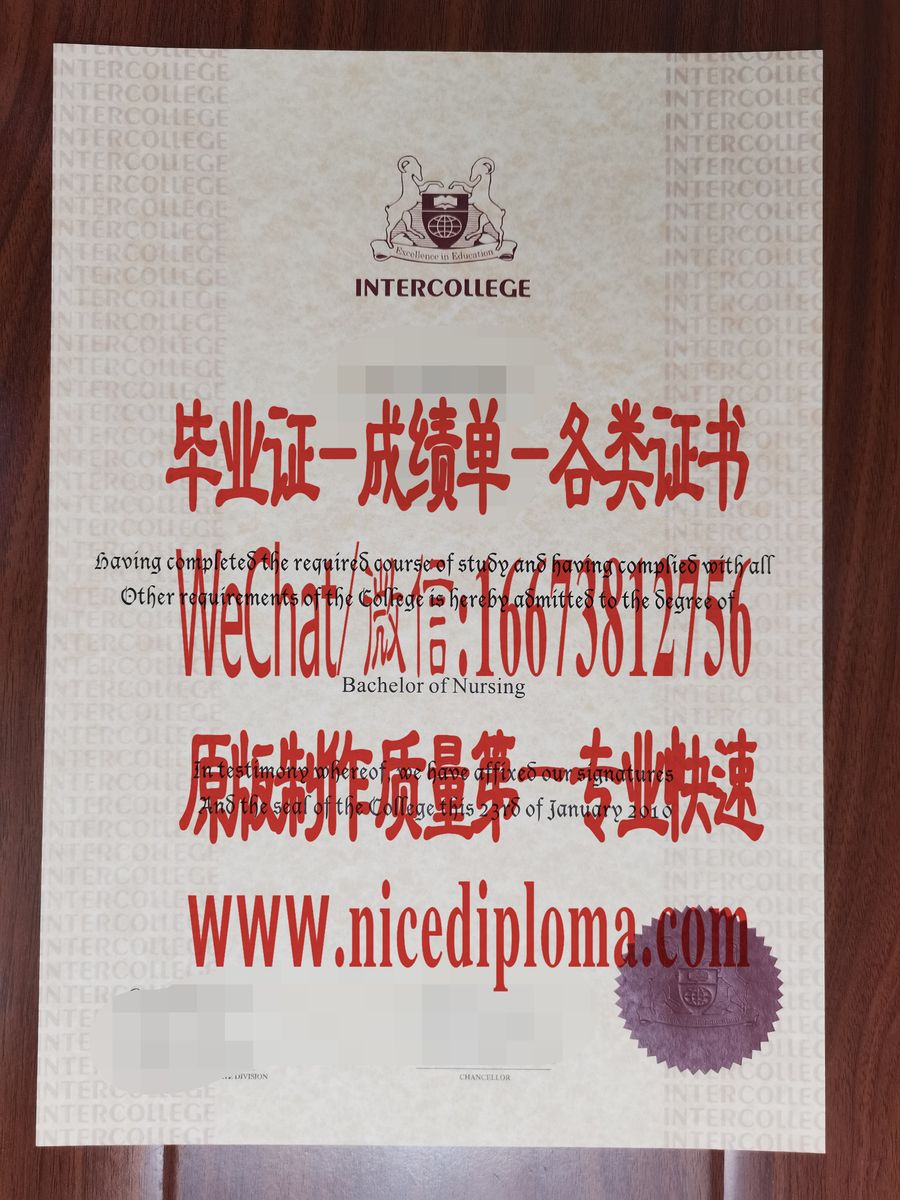 Excellence in Education
INTERCOLLEGE
毕业证－成绩单－各类证书
Having completed the required course of study and having complied with all
Other requirements of the College is hereby admitted to the degree of
WeChat/微信:16673812756
Bachelor of Nursing
原版制作质量第一专业快速
In testimony whereof, we have affixed our signatures
And the seal of the College this 23rd of January 2010
www.nicediploma.com
DIVISION
CHANCELLOR